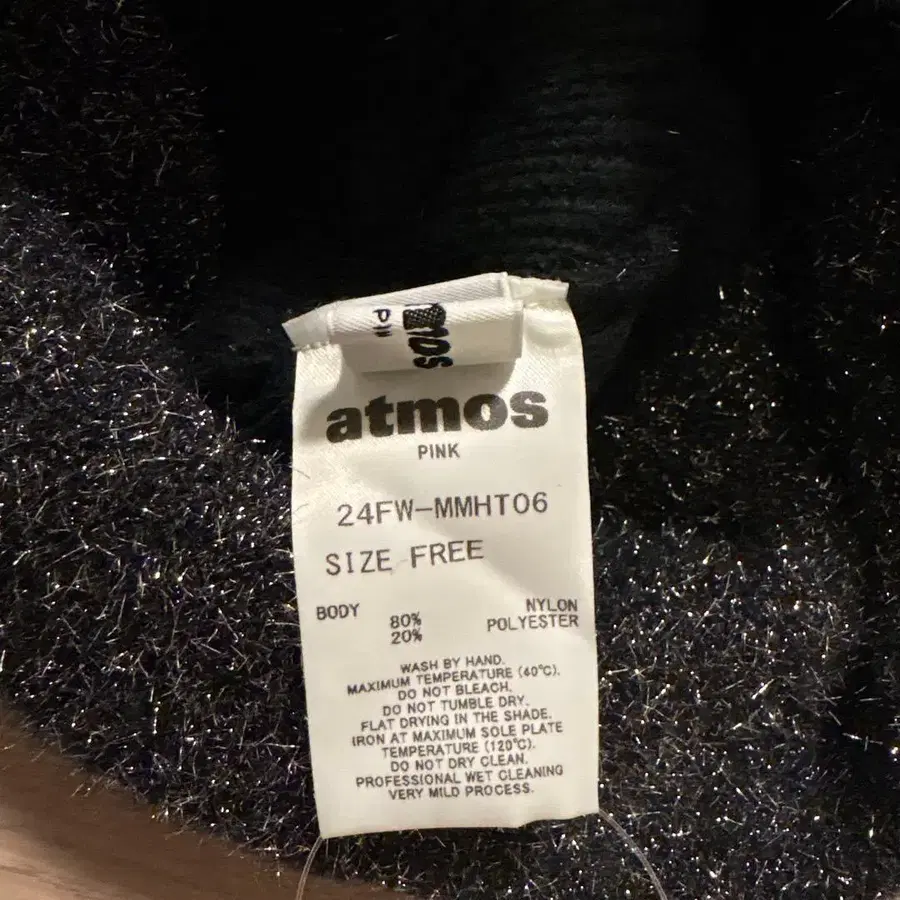 atmos
PINK
24FW-MMHT06
SIZE FREE
BODY 80% NYLON
20% POLYESTER
WASH BY HAND.
MAXIMUM TEMPERATURE (40°C).
DO NOT BLEACH.
DO NOT TUMBLE DRY.
FLAT DRYING IN THE SHADE.
IRON AT MAXIMUM SOLE PLATE
TEMPERATURE (120°C).
DO NOT DRY CLEAN.
PROFESSIONAL WET CLEANING
VERY MILD PROCESS.